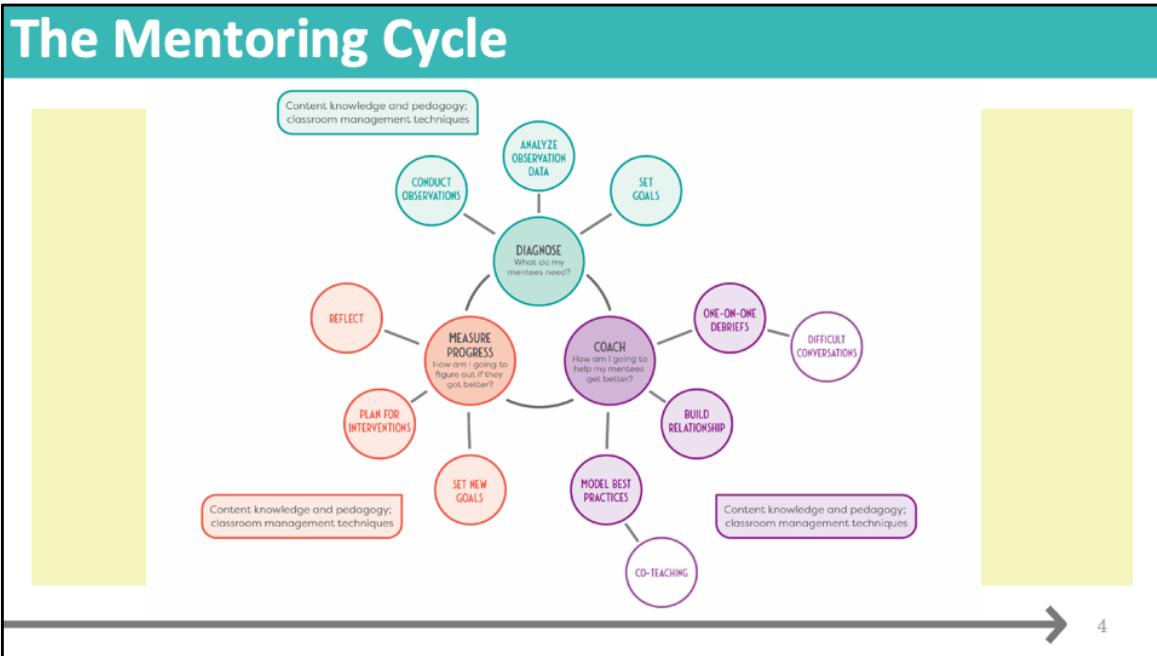 The Mentoring Cycle
Content knowledge and pedagogy;
classroom management techniques
ANALYZE
OBSERVATION
DATA
CONDUCT
OBSERVATIONS
SET
GOALS
DIAGNOSE
What do my
mentees need?
REFLECT
MEASURE
PROGRESS
How am I going to
figure out if they
got better?
COACH
How am I going to
help my mentees
get better?
ONE-ON-ONE
DEBRIEFS
DIFFICULT
CONVERSATIONS
PLAN FOR
INTERVENTIONS
BUILD
RELATIONSHIP
SET NEW
GOALS
MODEL BEST
PRACTICES
Content knowledge and pedagogy;
classroom management techniques
Content knowledge and pedagogy;
classroom management techniques
CO-TEACHING
4